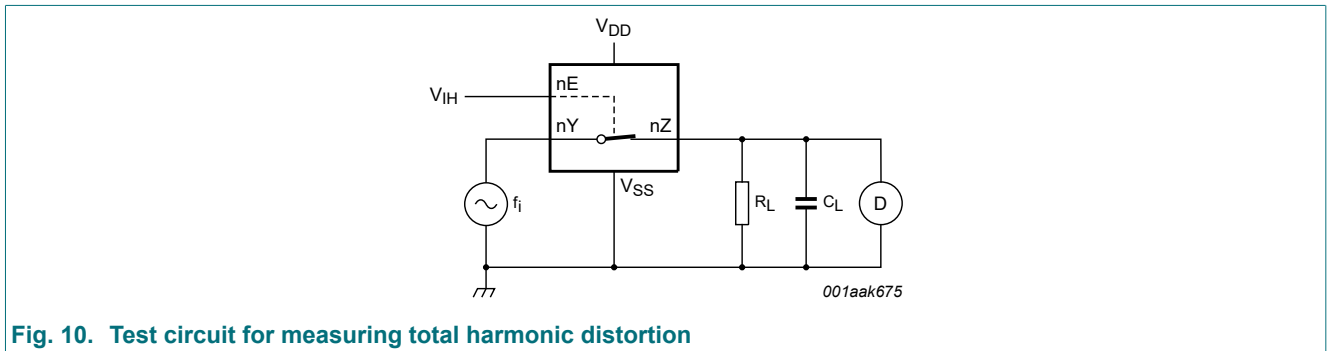 VDD
nE
VIH
nY
nZ
VSS
fi
RL
CL
D
001aak675
Fig. 10. Test circuit for measuring total harmonic distortion